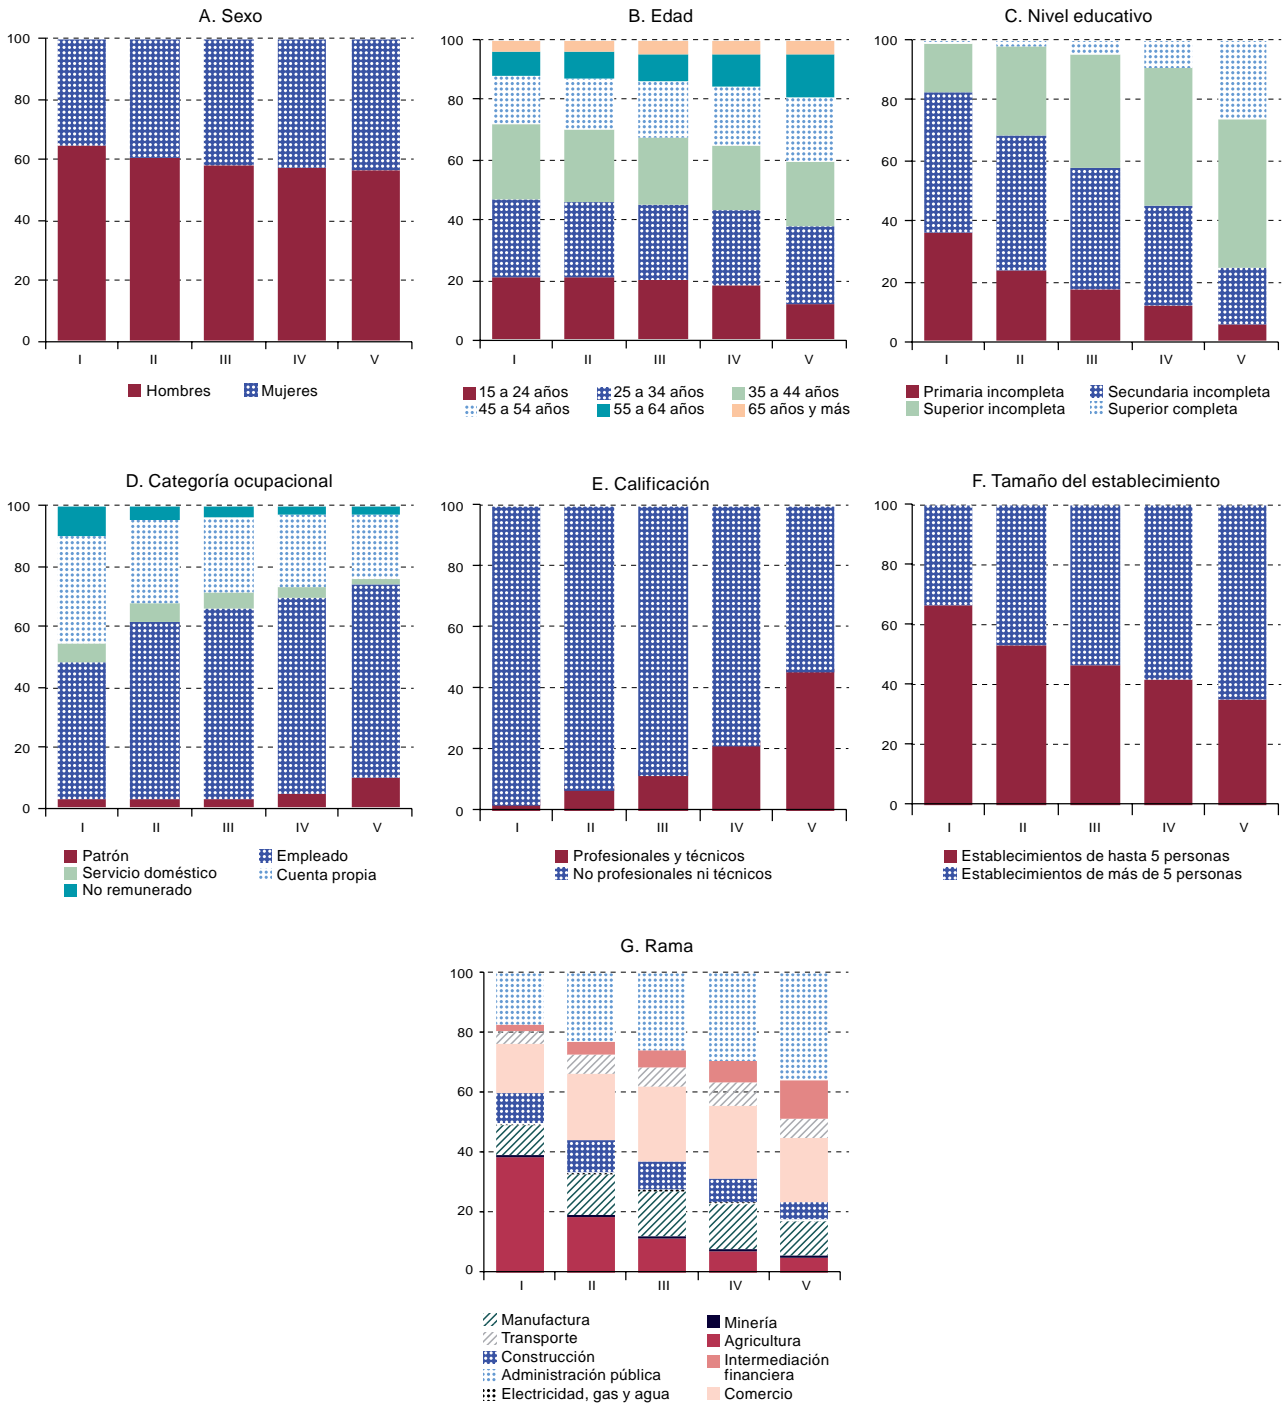 A. Sexo
100
80
60
40
20
0
I II III IV V
Hombres Mujeres
B. Edad
100
80
60
40
20
0
I II III IV V
15 a 24 años 25 a 34 años 35 a 44 años
45 a 54 años 55 a 64 años 65 años y más
C. Nivel educativo
100
80
60
40
20
0
I II III IV V
Primaria incompleta Secundaria incompleta
Superior incompleta Superior completa
D. Categoría ocupacional
100
80
60
40
20
0
I II III IV V
Patrón Empleado
Servicio doméstico Cuenta propia
No remunerado
E. Calificación
100
80
60
40
20
0
I II III IV V
Profesionales y técnicos
No profesionales ni técnicos
F. Tamaño del establecimiento
100
80
60
40
20
0
I II III IV V
Establecimientos de hasta 5 personas
Establecimientos de más de 5 personas
G. Rama
100
80
60
40
20
0
I II III IV V
Manufactura
Transporte
Construcción
Administración pública
Electricidad, gas y agua
Minería
Agricultura
Intermediación
financiera
Comercio